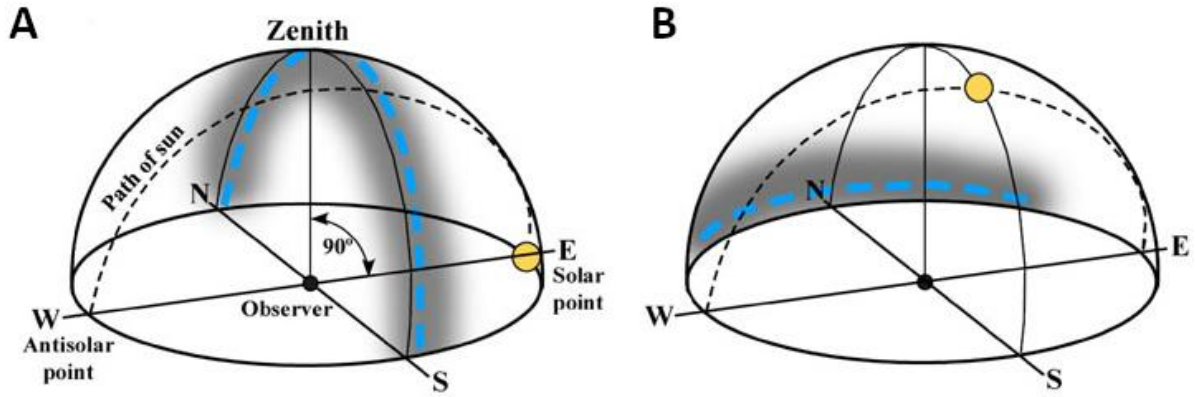 A
Zenith
Path of sun
N
90°
E
Solar
point
W
Observer
Antisolar
point
S
B
N
E
W
S